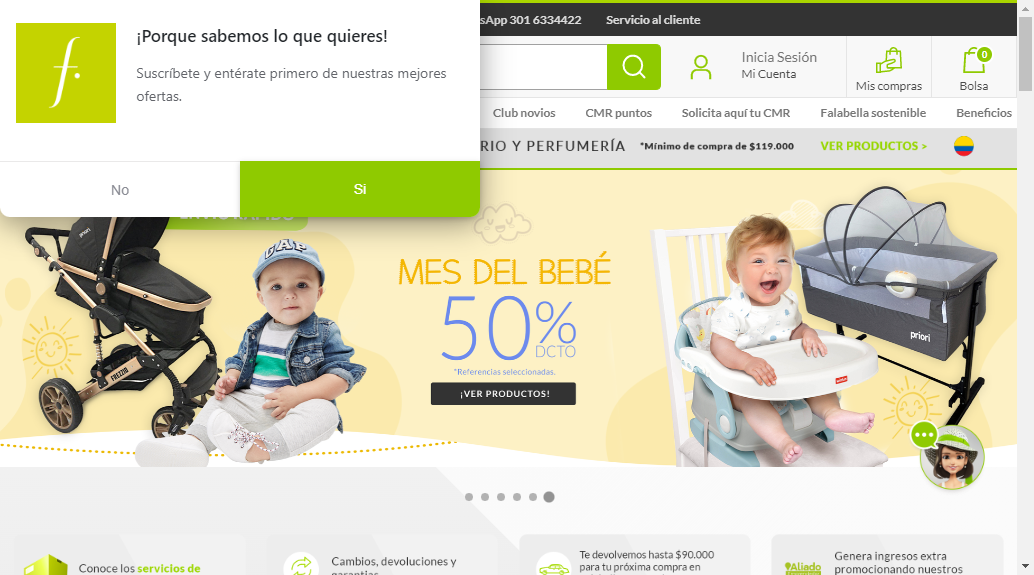 sApp 301 6334422
Servicio al cliente
¡Porque sabemos lo que quieres!
Suscríbete y entérate primero de nuestras mejores
ofertas.
No
Si
Inicia Sesión
Mi Cuenta
Mis compras
0
Bolsa
Club novios
CMR puntos
Solicita aquí tu CMR
Falabella sostenible
Beneficios
RIO Y PERFUMERÍA
*Mínimo de compra de $119.000
VER PRODUCTOS >
priori
GAP
FREZZIO
MES DEL BEBÉ
50%
DCTO
*Referencias seleccionadas.
¡VER PRODUCTOS!
priori
Conoce los servicios de
Cambios, devoluciones y
garantías
Te devolvemos hasta $90.000
para tu próxima compra en
Aliado
Genera ingresos extra
promocionando nuestros